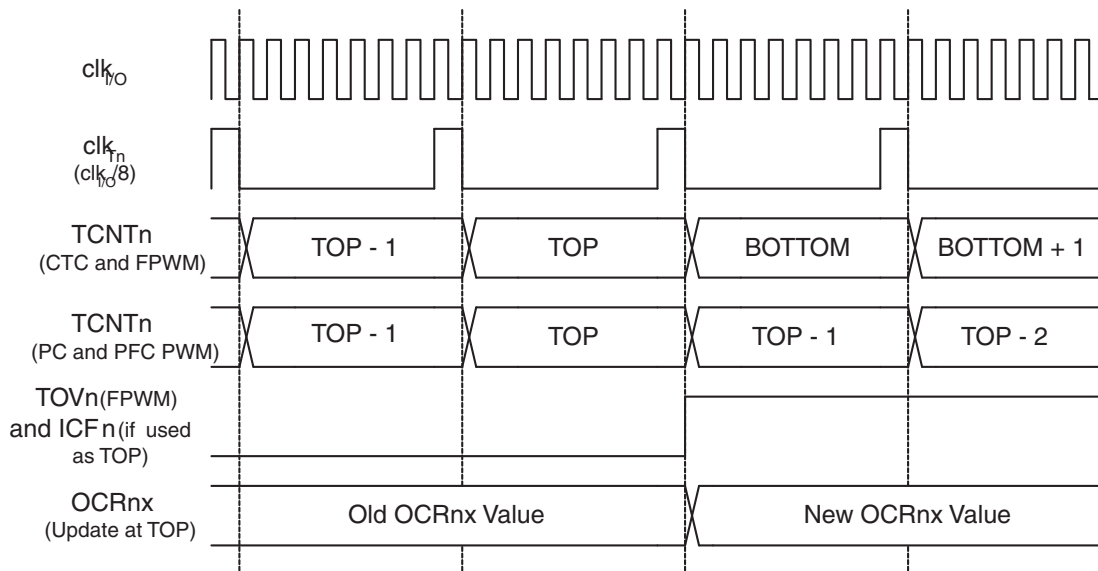 clkI/O
clkTn
(clkI/O/8)
TCNTn
(CTC and FPWM)
TOP - 1 TOP BOTTOM BOTTOM + 1
TCNTn
(PC and PFC PWM)
TOP - 1 TOP TOP - 1 TOP - 2
TOVn(FPWM)
and ICFn(if used
as TOP)
OCRnx
(Update at TOP)
Old OCRnx Value New OCRnx Value